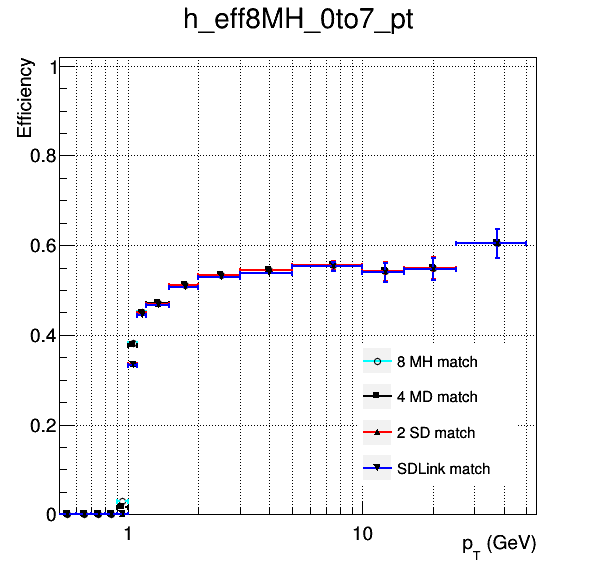 h_eff8MH_0to7_pt
Efficiency
1
0.8
0.6
0.4
0.2
0
8 MH match
4 MD match
2 SD match
SDLink match
1
10
p_T (GeV)